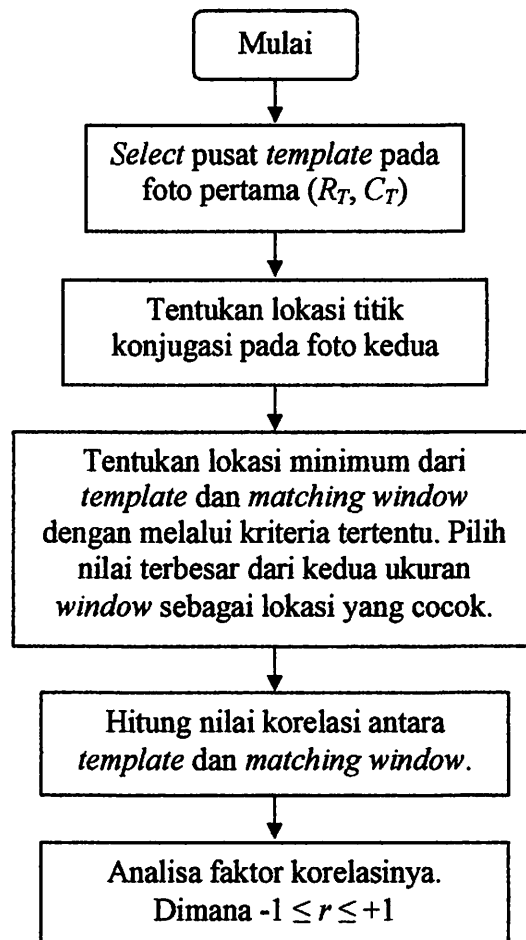 Mulai
Select pusat template pada
foto pertama (R_T, C_T)
Tentukan lokasi titik
konjugasi pada foto kedua
Tentukan lokasi minimum dari
template dan matching window
dengan melalui kriteria tertentu. Pilih
nilai terbesar dari kedua ukuran
window sebagai lokasi yang cocok.
Hitung nilai korelasi antara
template dan matching window.
Analisa faktor korelasinya.
Dimana -1 ≤ r ≤ +1